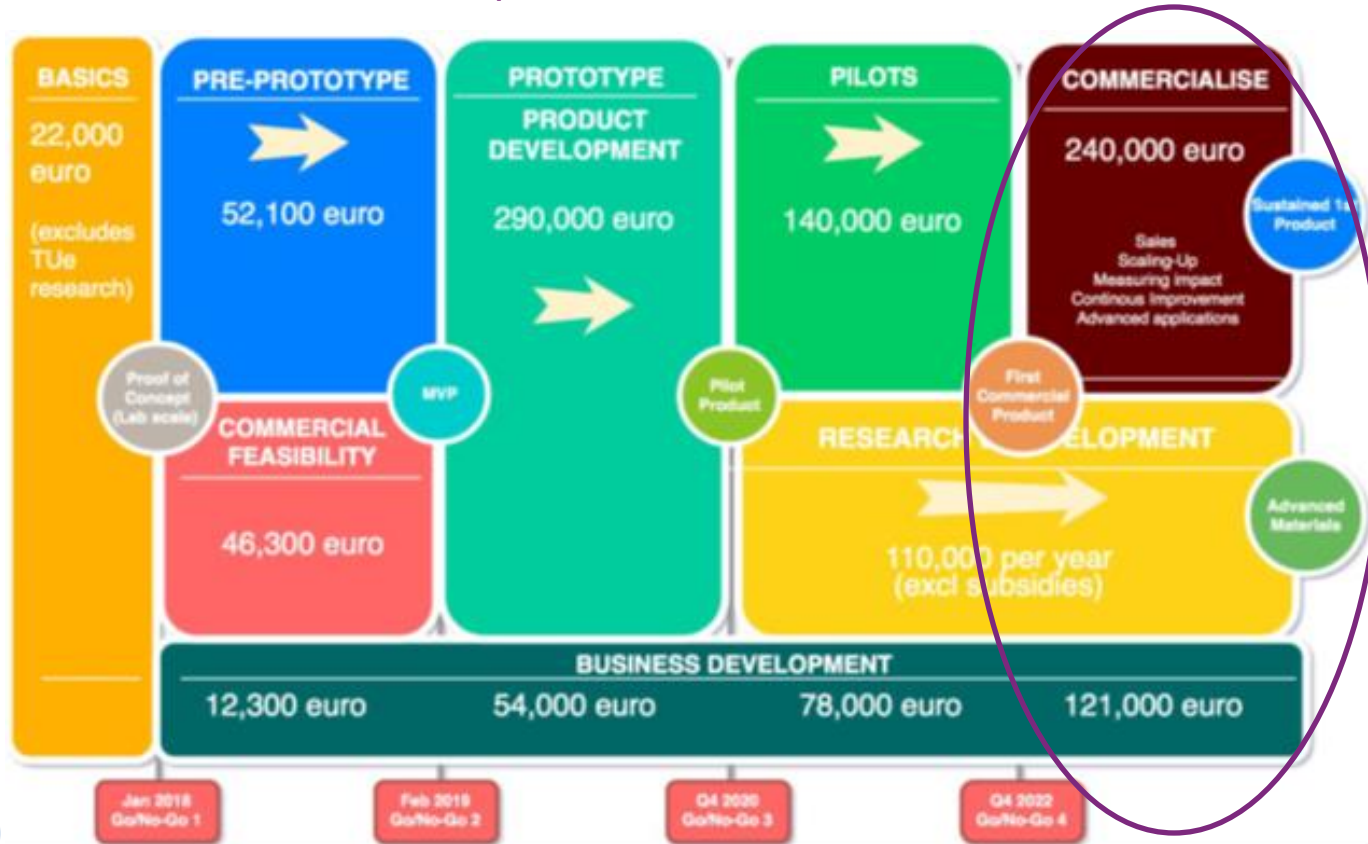 BASICS
22,000
euro
(excludes
TUe
research)
PRE-PROTOTYPE
52,100 euro
PROTOTYPE
PRODUCT
DEVELOPMENT
290,000 euro
PILOTS
140,000 euro
COMMERCIALISE
240,000 euro
Sales
Scaling-Up
Measuring impact
Continous Improvement
Advanced applications
Sustained
Product
Proof of
Concept
(Lab scale)
MVP
Pilot
Product
First
Commercial
Product
COMMERCIAL
FEASIBILITY
46,300 euro
RESEARCH ELOPMENT
110,000 per year
(excl subsidies)
Advanced
Materials
BUSINESS DEVELOPMENT
12,300 euro
54,000 euro
78,000 euro
121,000 euro
Jan 2018
Go/No-Go 1
Feb 2019
Go/No-Go 2
Q4 2020
Go/No-Go 3
Q4 2022
Go/No-Go 4